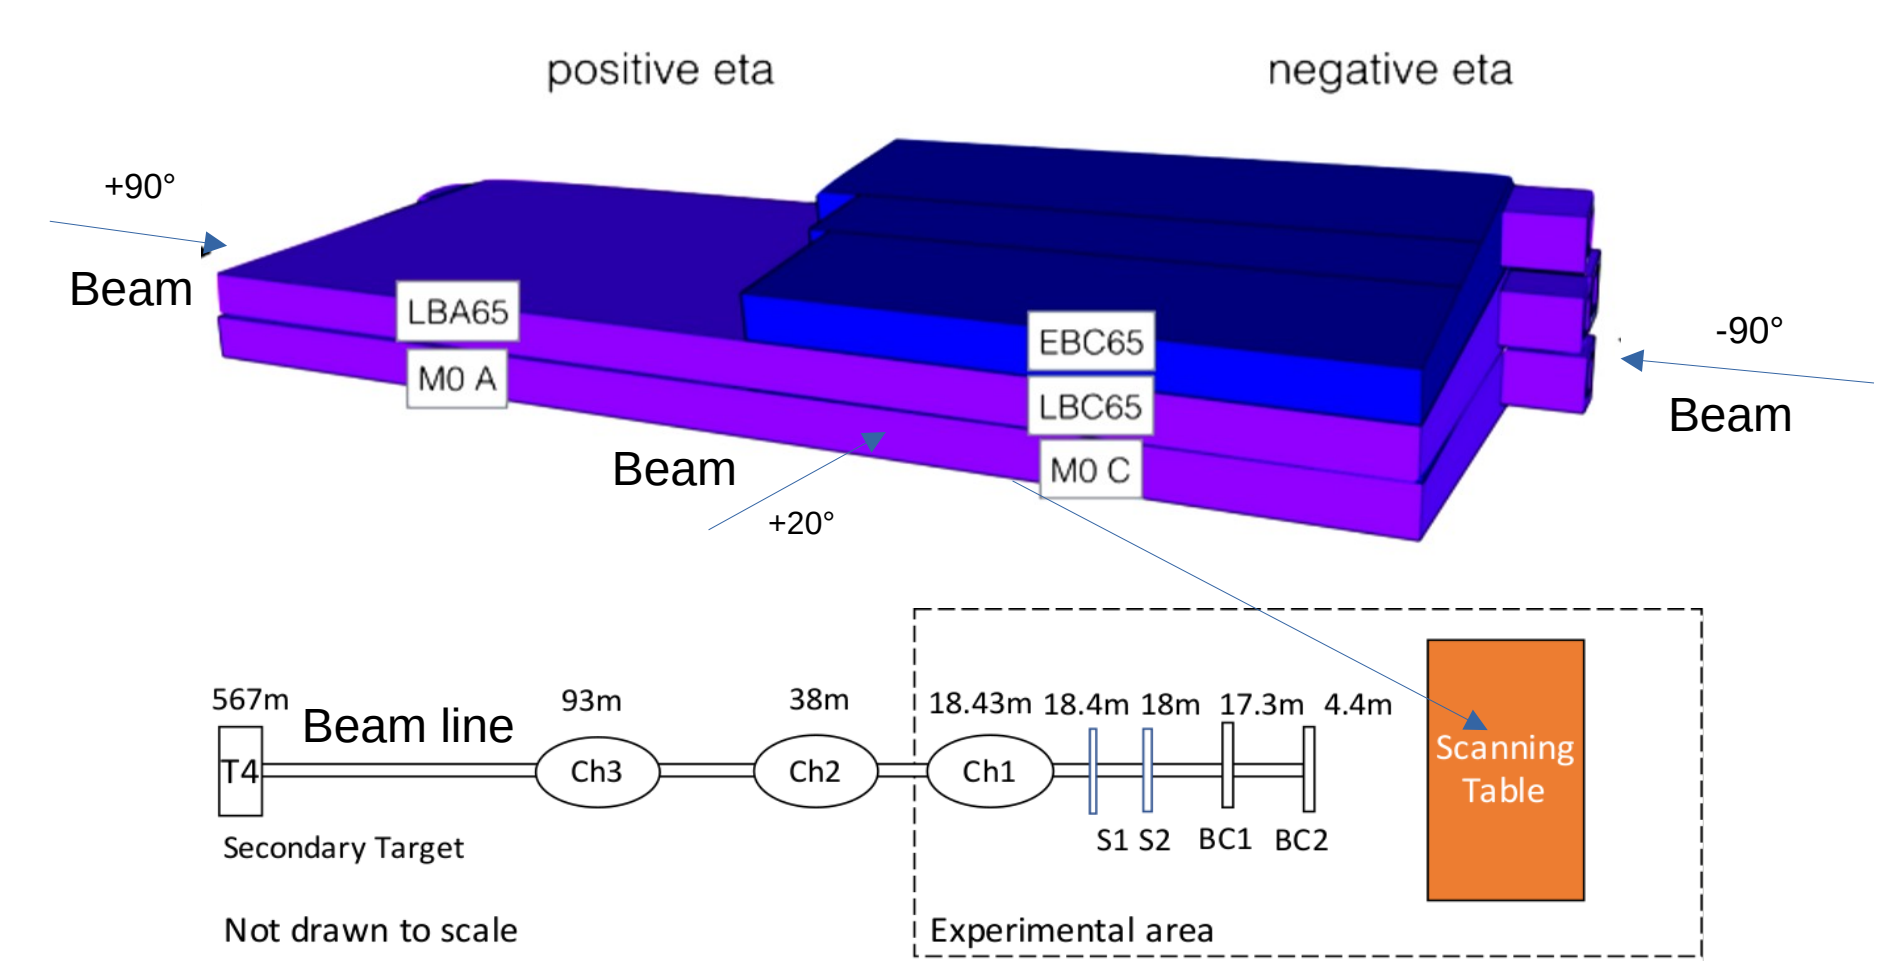 positive eta
negative eta
+90°
Beam
LBA65
M0 A
EBC65
LBC65
M0 C
-90°
Beam
Beam
+20°
567m
Beam line
93m
38m
18.43m
18.4m
18m
17.3m
4.4m
T4
Ch3
Ch2
Ch1
Scanning
Table
S1
S2
BC1
BC2
Secondary Target
Not drawn to scale
Experimental area